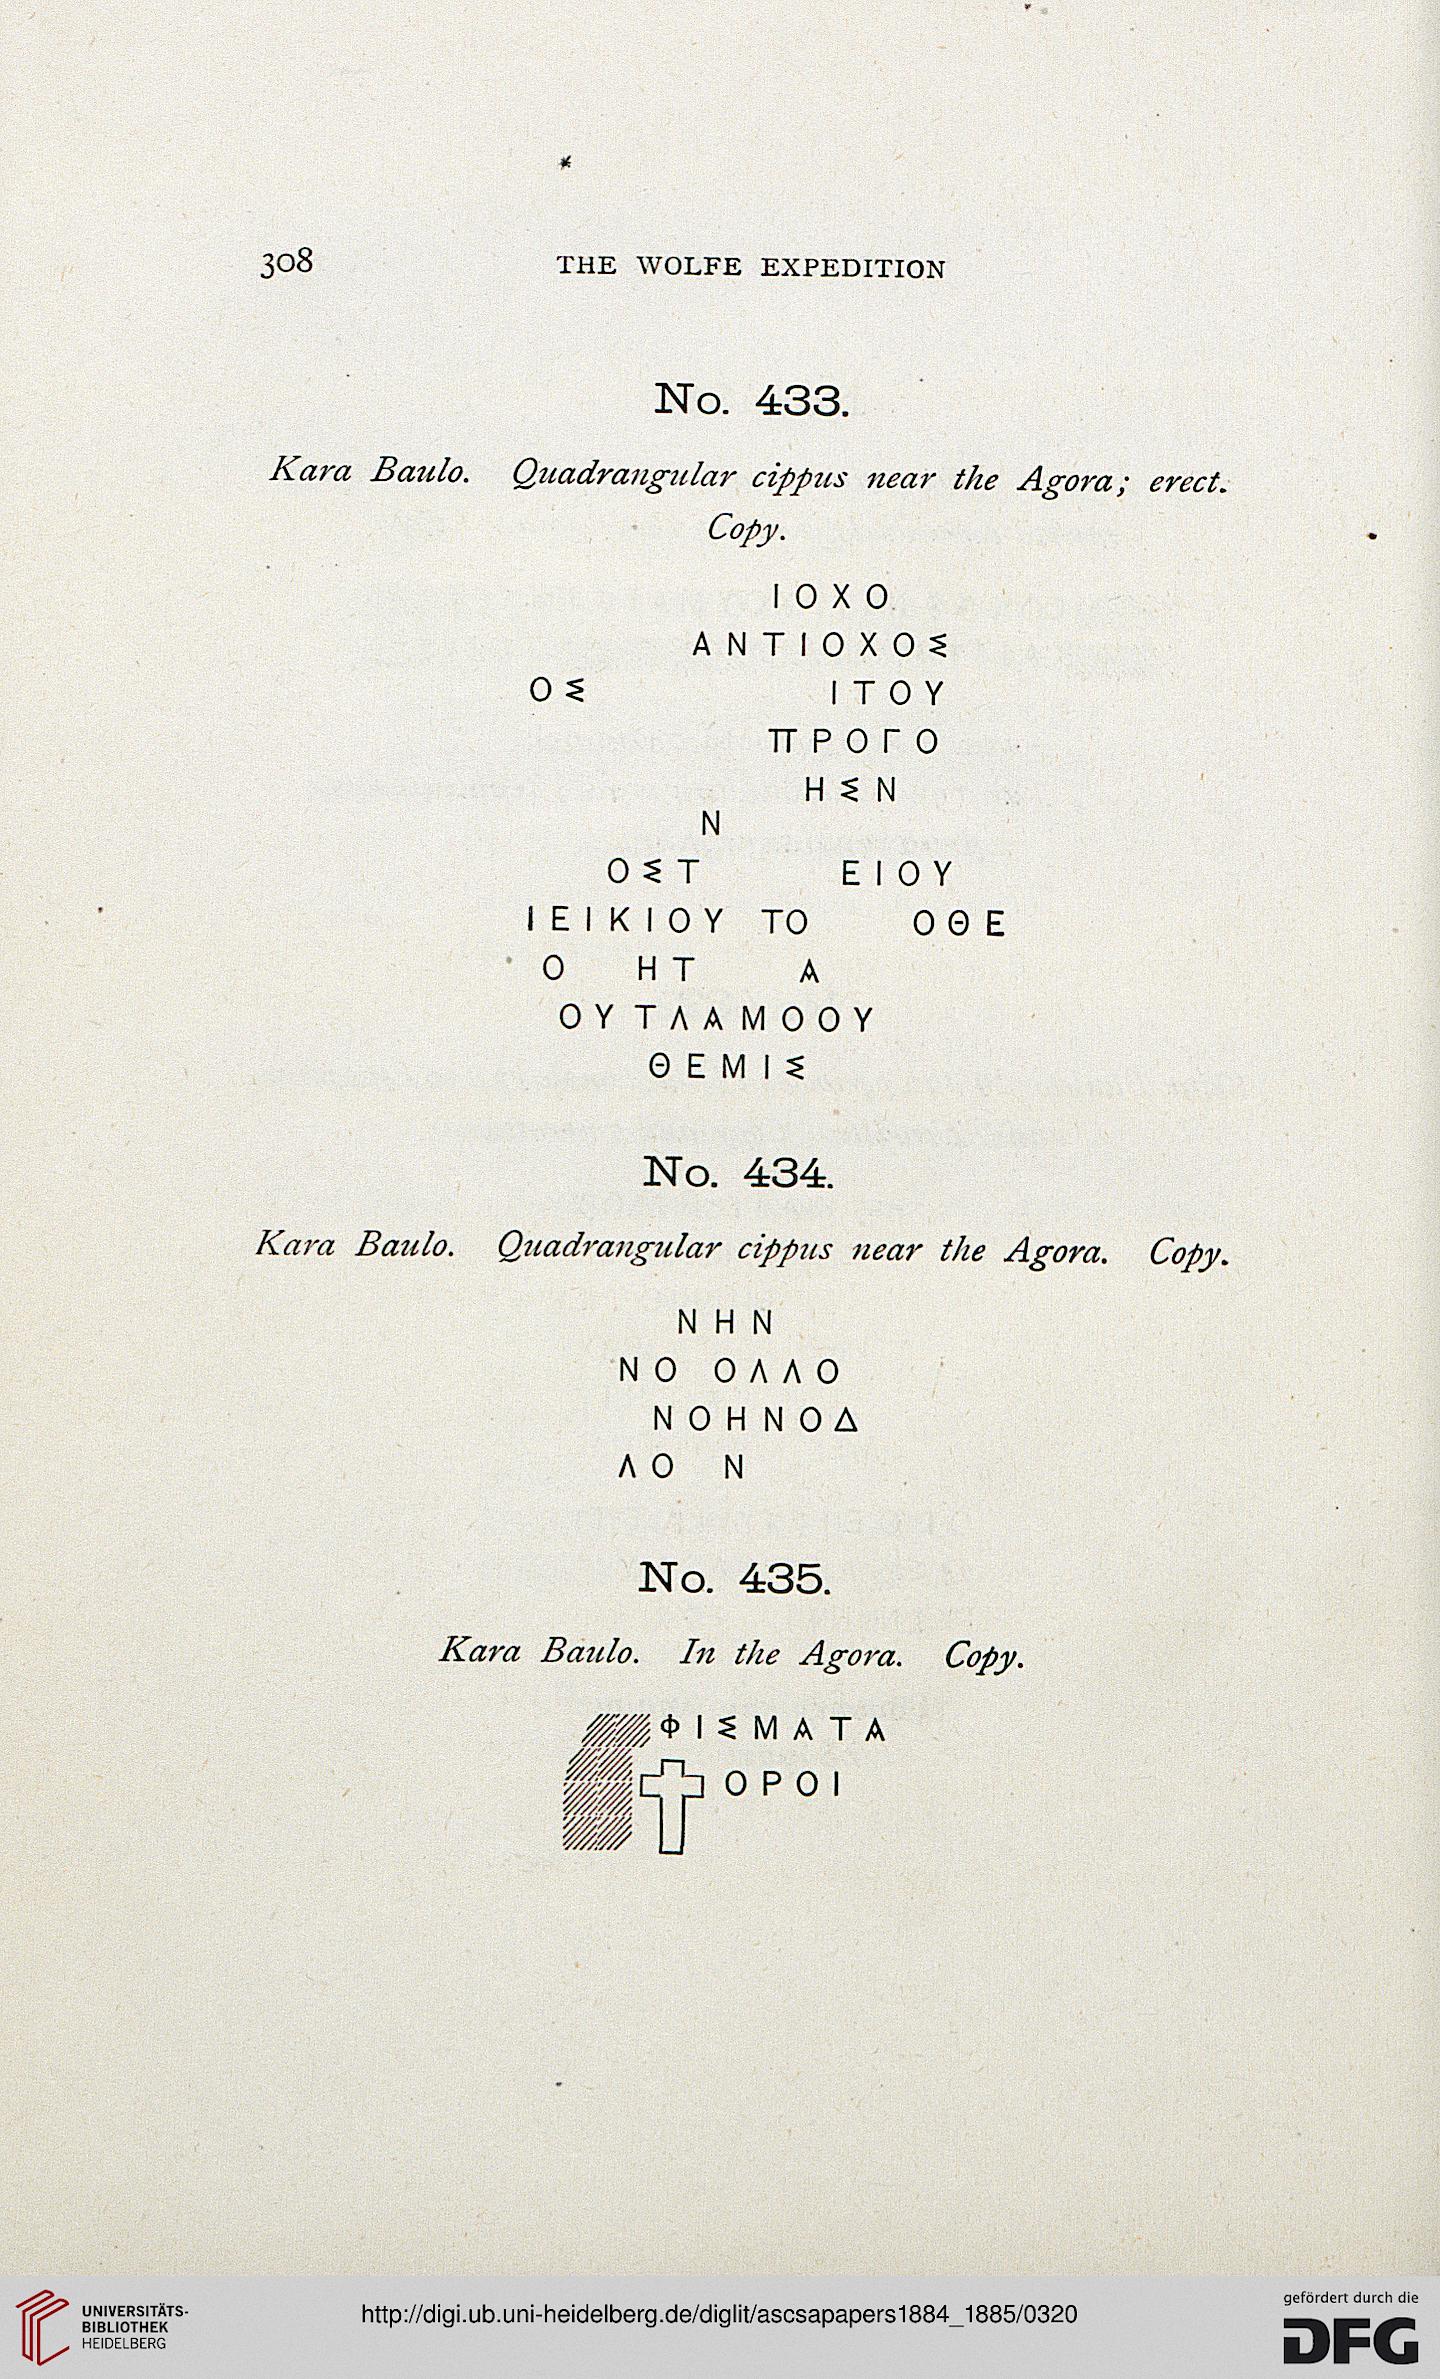 308 THE WOLFE EXPEDITION
No. 433.
Kara Baulo. Quadrangular cippus near the Agora; erect.
Copy.
ΙΟΧΟ
ΑΝΤΙΟΧΟΣ
ΟΣ ΙΤΟΥ
ΠΡΟΓΟ
ΗΣΝ
Ν
ΟΣΤ ΕΙΟΥ
ΙΕΙΚΙΟΥ ΤΟ ΟΘΕ
Ο ΗΤ Α
ΟΥΤΛΑΜΟΟΥ
ΘΕΜΙΣ
No. 434.
Kara Baulo. Quadrangular cippus near the Agora. Copy.
ΝΗΝ
ΝΟ ΟΛΛΟ
ΝΟΗΝΟΔ
ΛΟ Ν
No. 435.
Kara Baulo. In the Agora. Copy.
ΦΙΣΜΑΤΑ
ΟΡΟΙ
UNIVERSITÄTS-
BIBLIOTHEK
HEIDELBERG
http://digi.ub.uni-heidelberg.de/diglit/ascsapapers1884_1885/0320
gefördert durch die
DFG